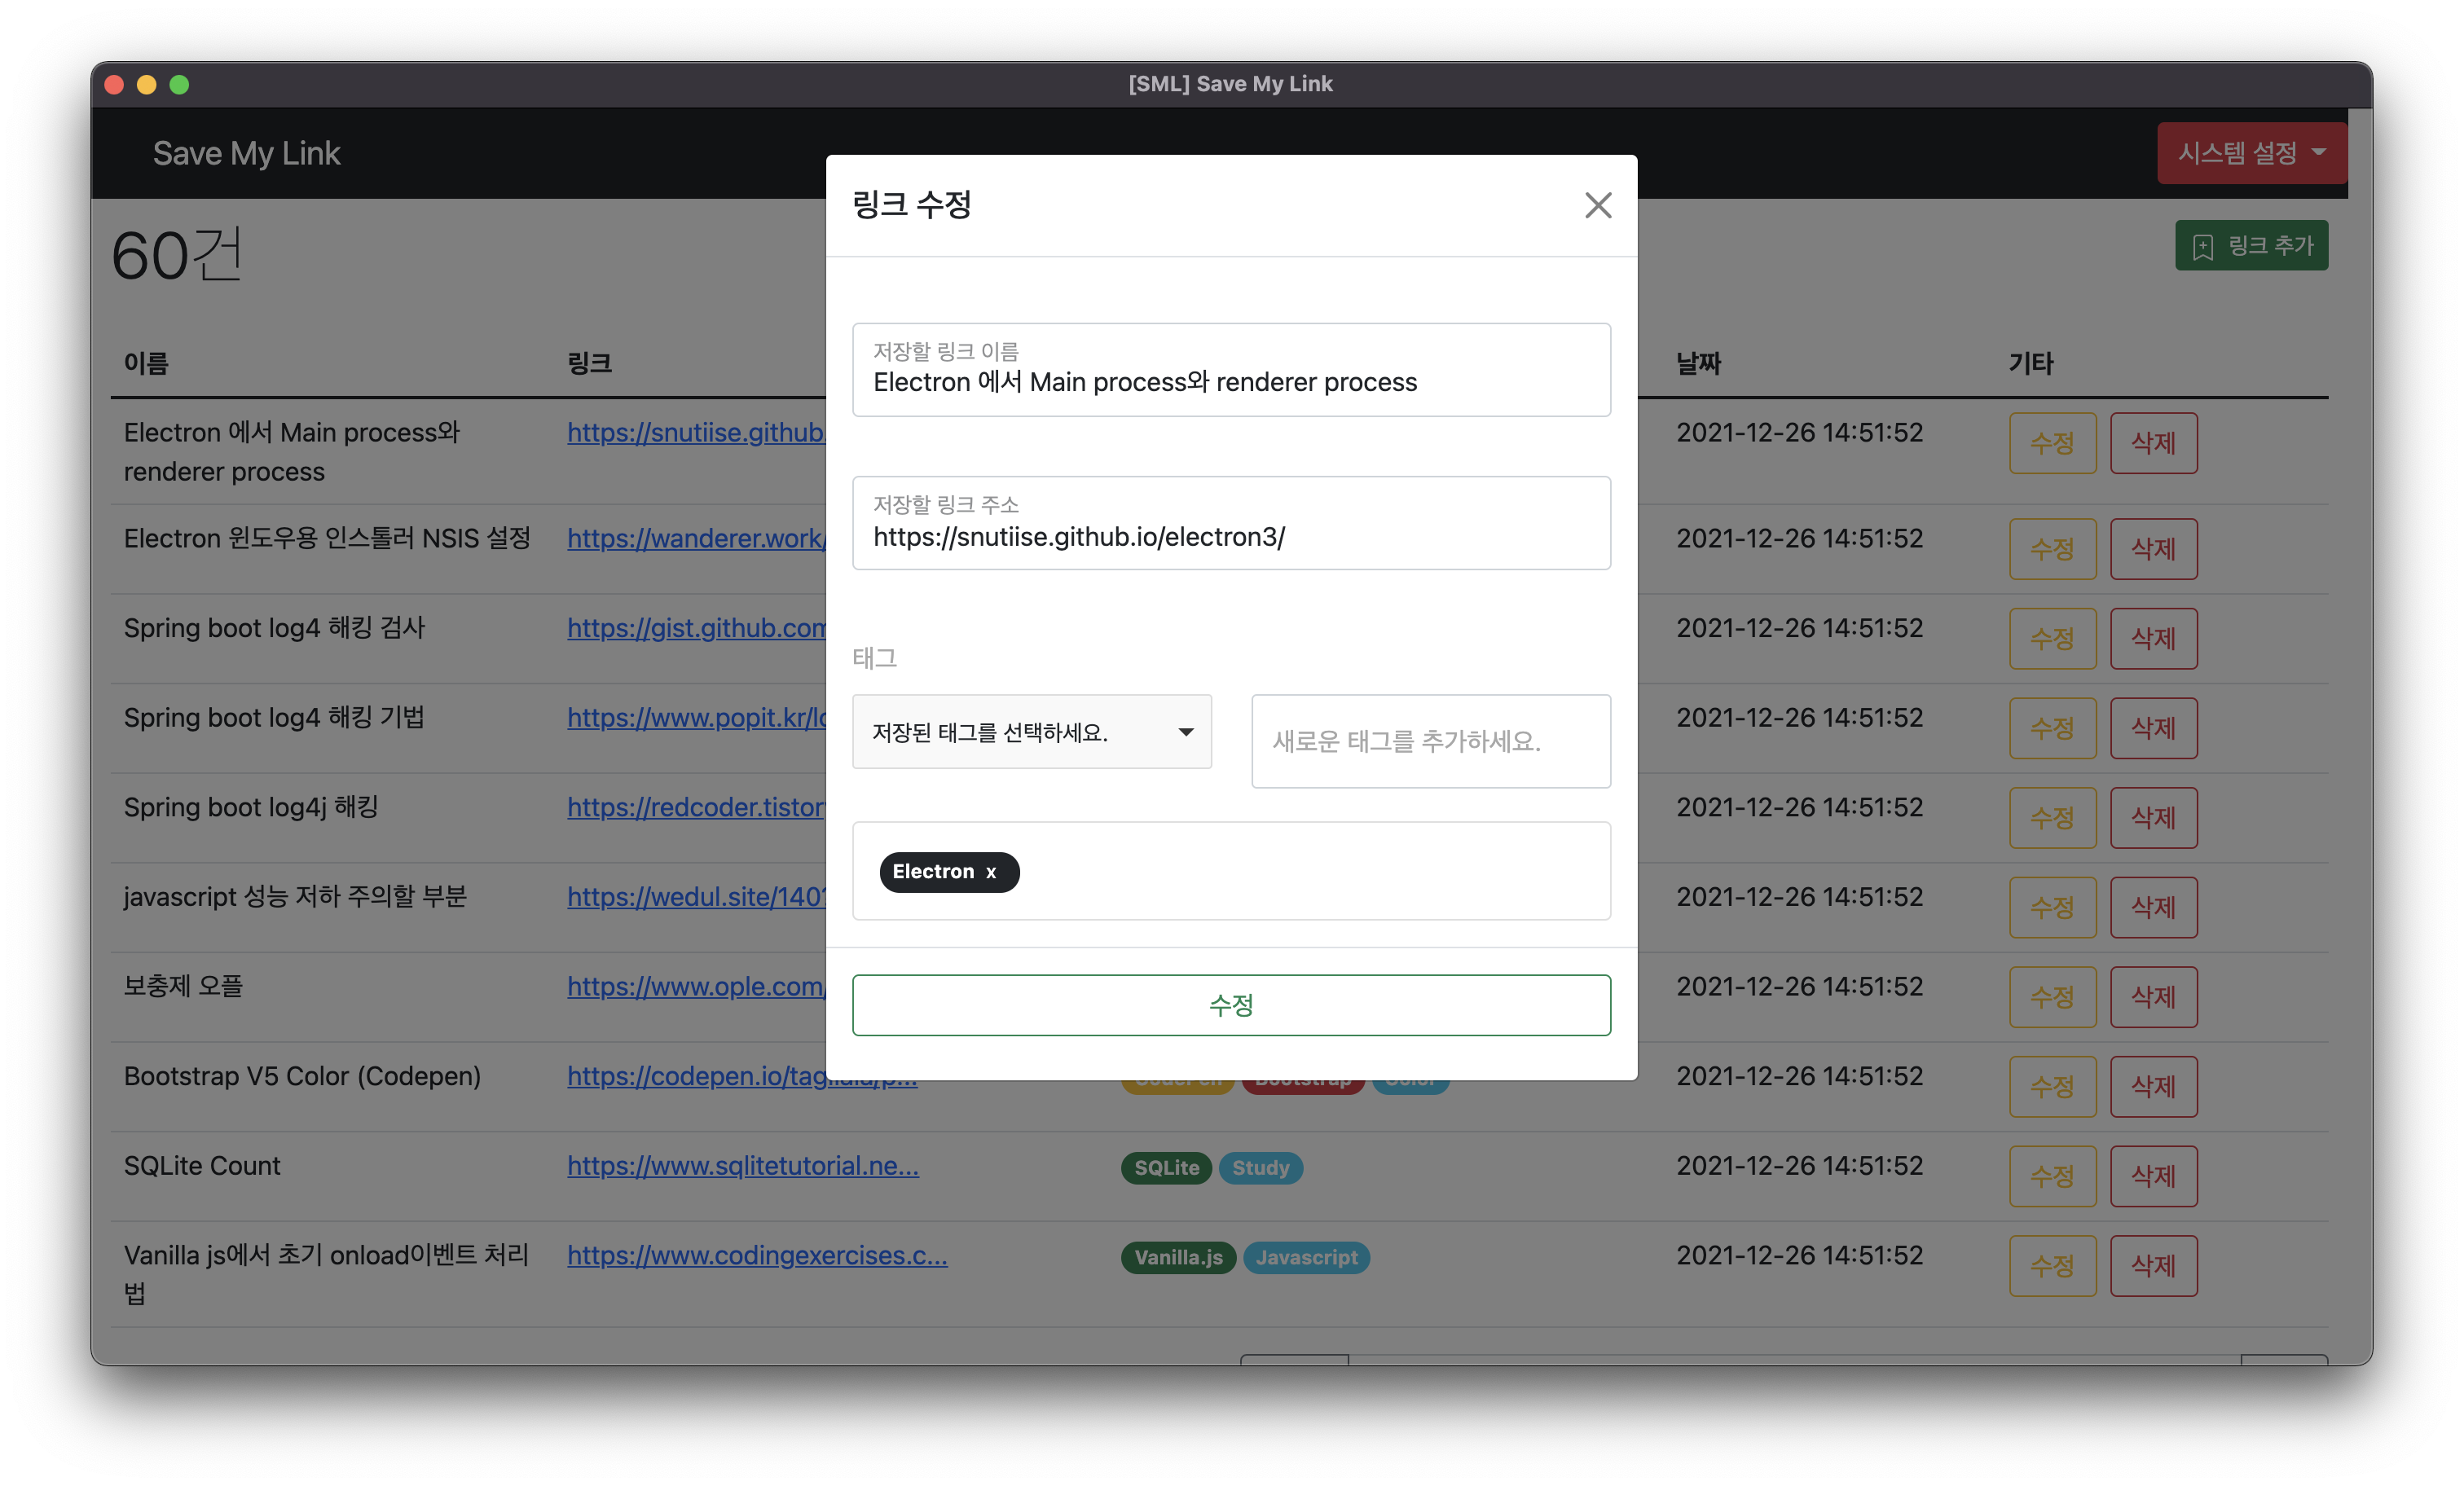 [SML] Save My Link
Save My Link
시스템 설정
60건
링크 추가
이름
링크
날짜
기타
Electron 에서 Main process와
renderer process
https://snutiise.github.
2021-12-26 14:51:52
수정
삭제
Electron 윈도우용 인스톨러 NSIS 설정
https://wanderer.work/
2021-12-26 14:51:52
수정
삭제
Spring boot log4 해킹 검사
https://gist.github.com
2021-12-26 14:51:52
수정
삭제
Spring boot log4 해킹 기법
https://www.popit.kr/lo
2021-12-26 14:51:52
수정
삭제
Spring boot log4j 해킹
https://redcoder.tistory
2021-12-26 14:51:52
수정
삭제
javascript 성능 저하 주의할 부분
https://wedul.site/140
2021-12-26 14:51:52
수정
삭제
보충제 오플
https://www.ople.com/
2021-12-26 14:51:52
수정
삭제
Bootstrap V5 Color (Codepen)
CodePen
Bootstrap
Color
2021-12-26 14:51:52
수정
삭제
SQLite Count
https://www.sqlitetutorial.ne...
SQLite
Study
2021-12-26 14:51:52
수정
삭제
Vanilla js에서 초기 onload이벤트 처리
법
https://www.codingexercises.c...
Vanilla.js
Javascript
2021-12-26 14:51:52
수정
삭제
링크 수정
저장할 링크 이름
Electron 에서 Main process와 renderer process
저장할 링크 주소
https://snutiise.github.io/electron3/
태그
저장된 태그를 선택하세요.
새로운 태그를 추가하세요.
Electron x
수정